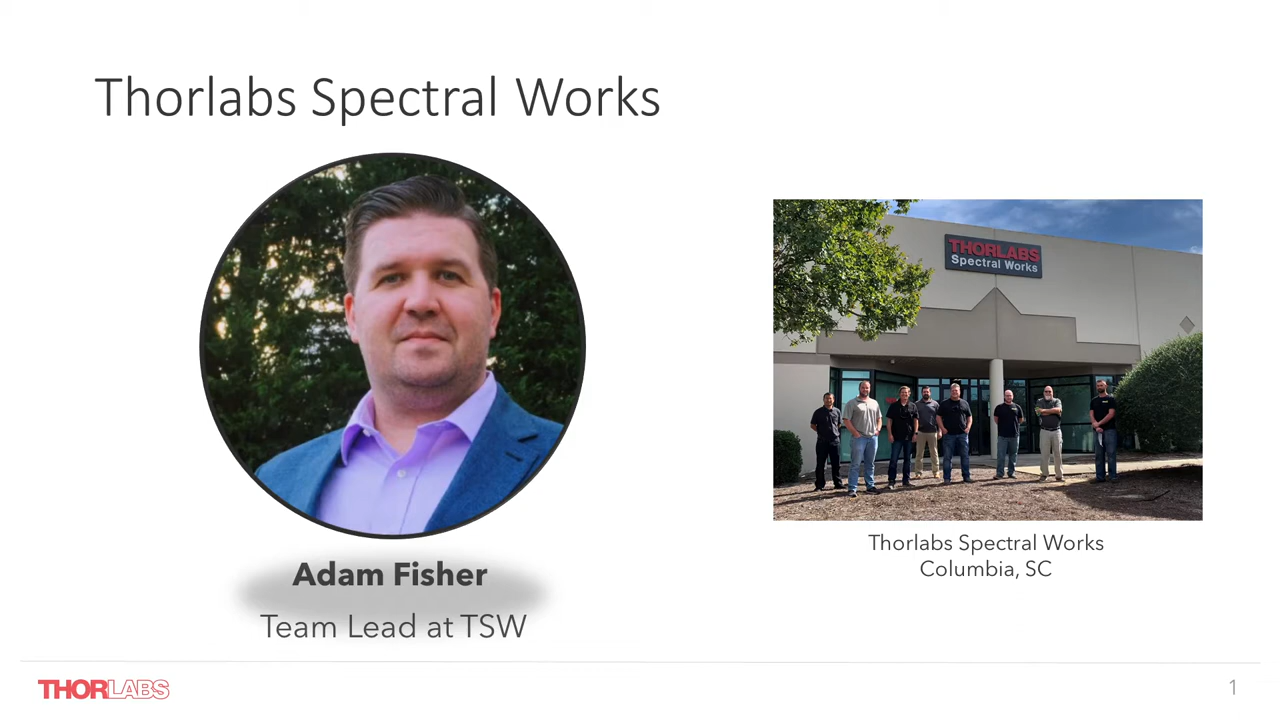 Thorlabs Spectral Works
THORLABS
Spectral Works
Adam Fisher
Team Lead at TSW
Thorlabs Spectral Works
Columbia, SC
THORLABS
1